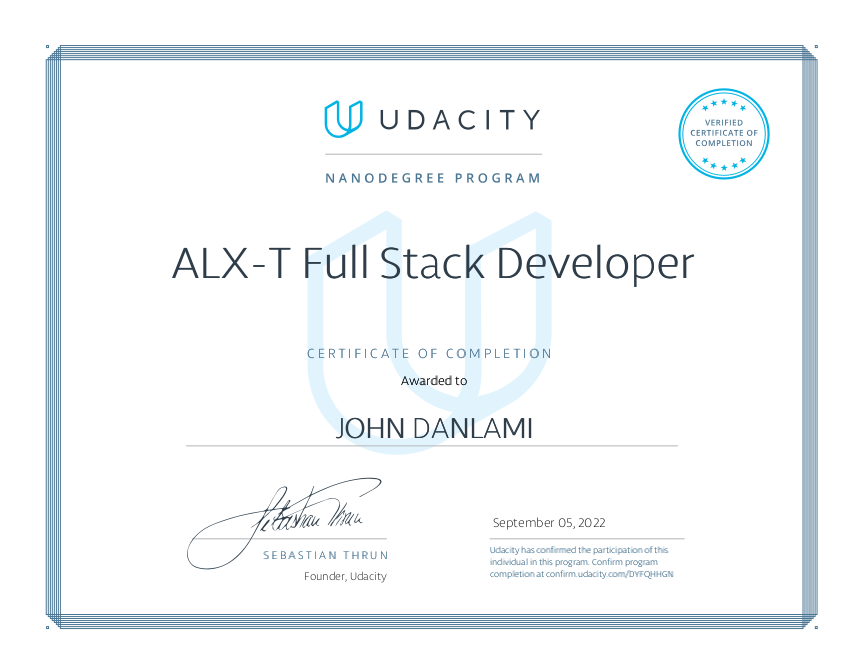 UDACITY
VERIFIED
CERTIFICATE OF
COMPLETION
NANODEGREE PROGRAM
ALX-T Full Stack Developer
CERTIFICATE OF COMPLETION
Awarded to
JOHN DANLAMI
Sebastian Thrun
September 05, 2022
SEBASTIAN THRUN
Founder, Udacity
Udacity has confirmed the participation of this
individual in this program. Confirm program
completion at confirm.udacity.com/DYFQHHGN